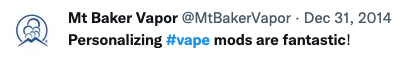 Mt Baker Vapor @MtBakerVapor · Dec 31, 2014
Personalizing #vape mods are fantastic!